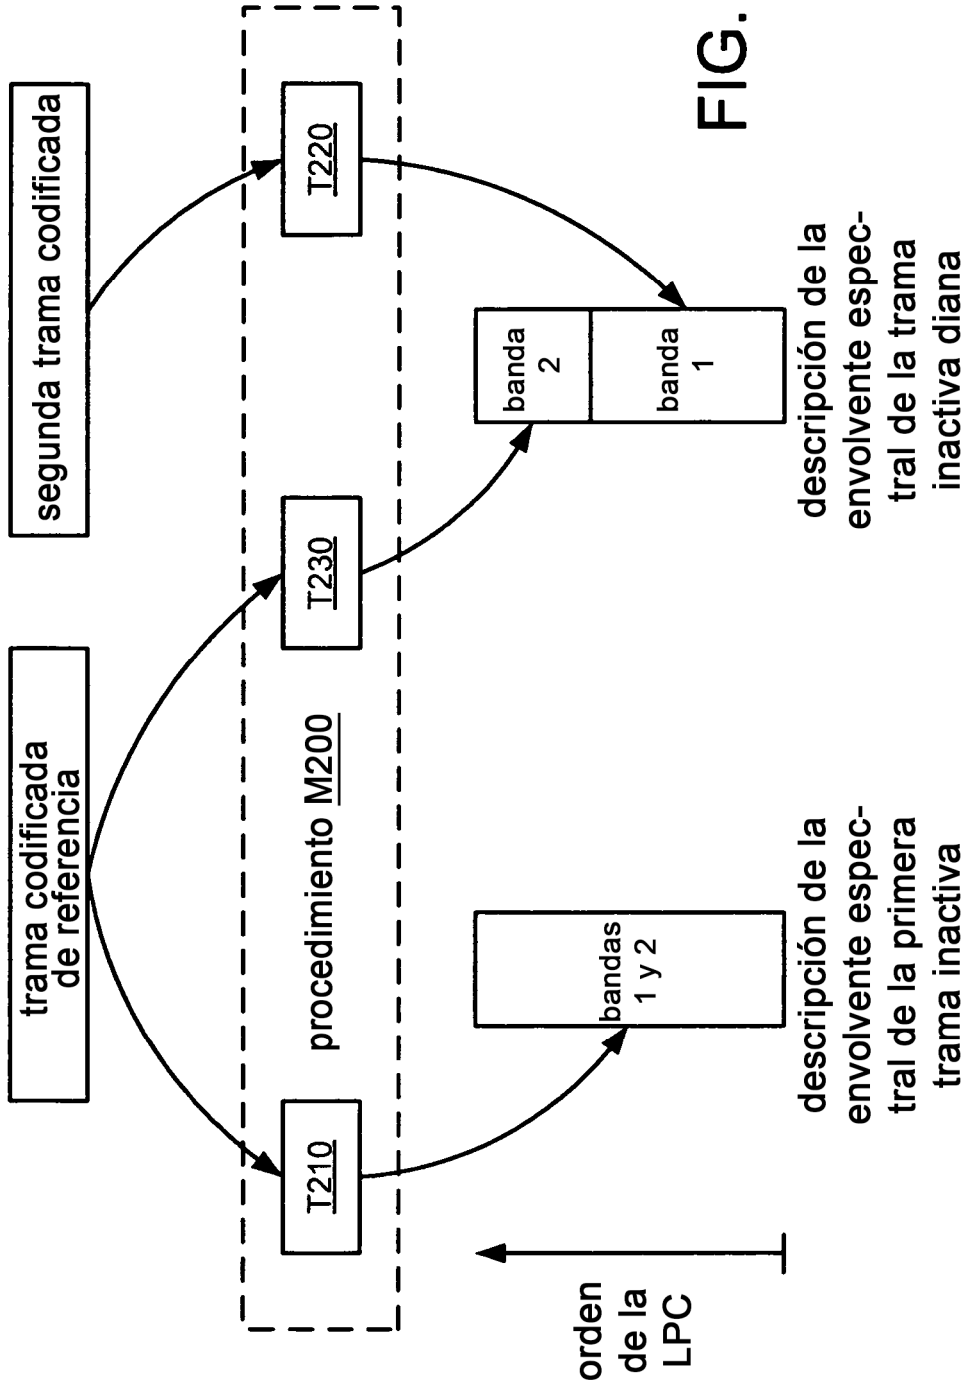 trama codificada
de referencia
segunda trama codificada
T210
procedimiento M200
T230
T220
orden
de la
LPC
bandas
1 y 2
banda
2
banda
1
descripción de la
envolvente espec-
tral de la primera
trama inactiva
descripción de la
envolvente espec-
tral de la trama
inactiva diana
FIG.